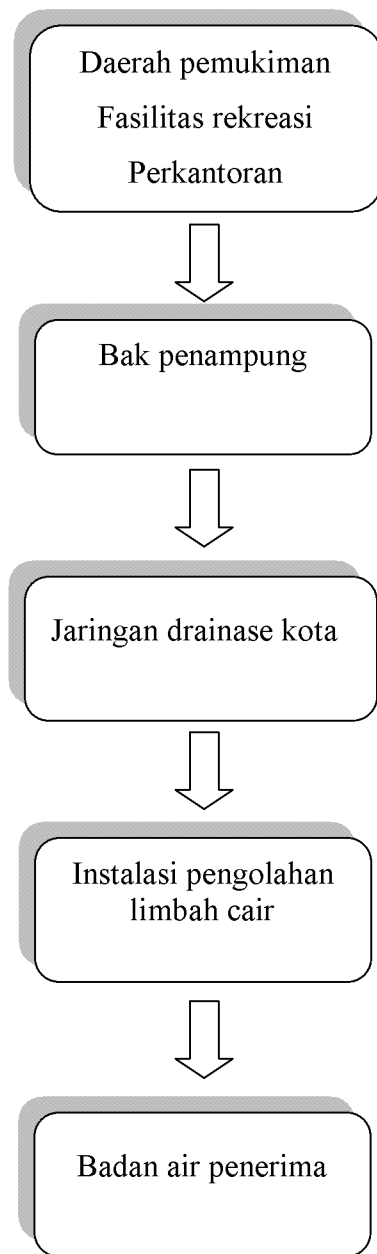 Daerah pemukiman
Fasilitas rekreasi
Perkantoran
Bak penampung
Jaringan drainase kota
Instalasi pengolahan
limbah cair
Badan air penerima